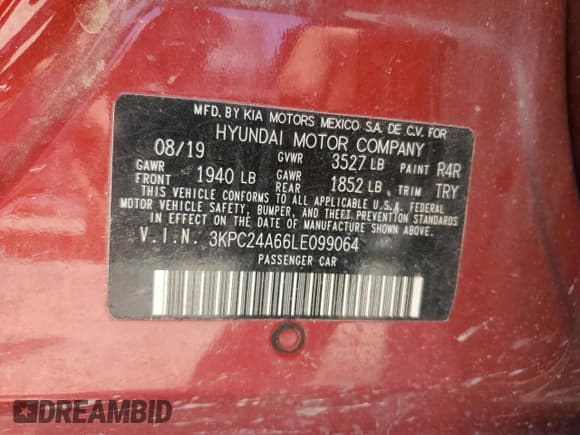 MFD. BY KIA MOTORS MEXICO S.A. DE C.V. FOR
HYUNDAI MOTOR COMPANY
08/19 GVWR 3527 LB PAINT R4R
GAWR FRONT 1940 LB GAWR REAR 1852 LB TRIM TRY
THIS VEHICLE CONFORMS TO ALL APPLICABLE U.S.A. FEDERAL
MOTOR VEHICLE SAFETY, BUMPER, AND THEFT PREVENTION STANDARDS
IN EFFECT ON THE DATE OF MANUFACTURE SHOWN ABOVE.
V.I.N. 3KPC24A66LE099064
PASSENGER CAR
DREAMBID